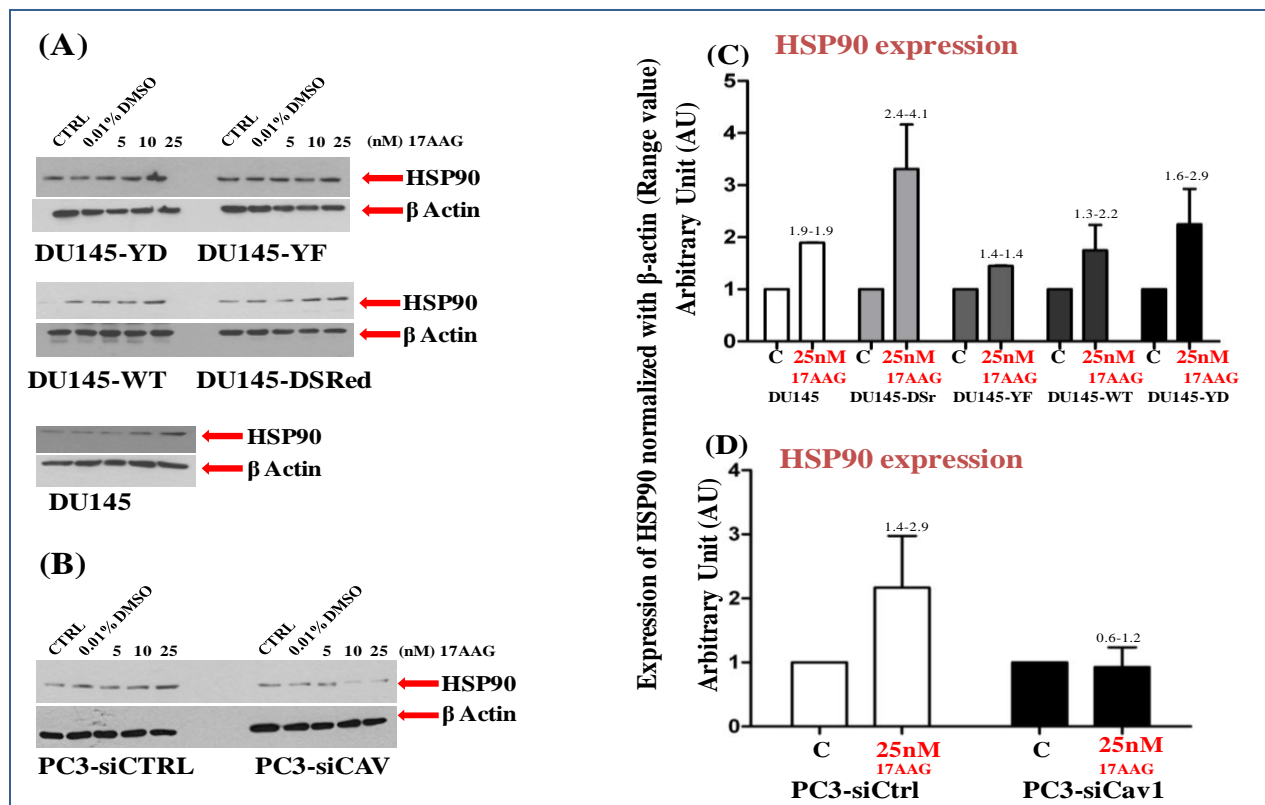 (A)
CTRL 0.01% DMSO 5 10 25 (nM) 17AAG
CTRL 0.01% DMSO 5 10 25
HSP90
β Actin
DU145-YD DU145-YF
HSP90
β Actin
DU145-WT DU145-DSRed
HSP90
β Actin
DU145
(B)
CTRL 0.01% DMSO 5 10 25 (nM) 17AAG
CTRL 0.01% DMSO 5 10 25
HSP90
β Actin
PC3-siCTRL PC3-siCAV
Expression of HSP90 normalized with β-actin (Range value)
(C) HSP90 expression
Arbitrary Unit (AU)
5
4
3
2
1
0
1.9-1.9 2.4-4.1 1.4-1.4 1.3-2.2 1.6-2.9
C 25nM C 25nM C 25nM C 25nM C 25nM
17AAG 17AAG 17AAG 17AAG 17AAG
DU145 DU145-DSr DU145-YF DU145-WT DU145-YD
(D) HSP90 expression
Arbitrary Unit (AU)
4
3
2
1
0
1.4-2.9 0.6-1.2
C 25nM C 25nM
17AAG 17AAG
PC3-siCtrl PC3-siCav1